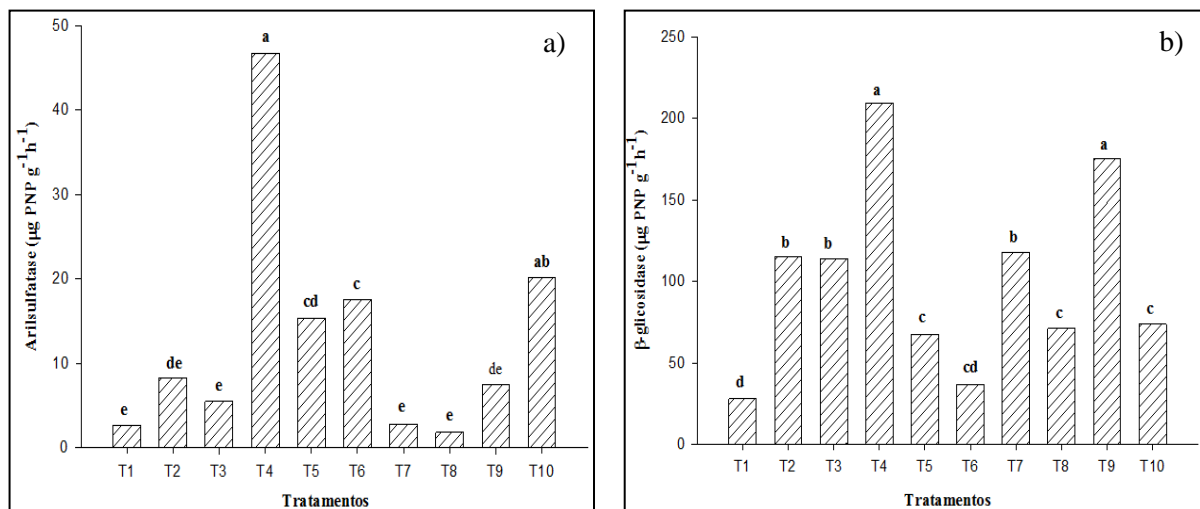 a)
Arilsulfatase (µg PNP g⁻¹h⁻¹)
50
40
30
20
10
0
e
de
e
a
cd
c
e
e
de
ab
T1 T2 T3 T4 T5 T6 T7 T8 T9 T10
Tratamentos
b)
β-glicosidase (µg PNP g⁻¹h⁻¹)
250
200
150
100
50
0
d
b
b
a
c
cd
b
c
a
c
T1 T2 T3 T4 T5 T6 T7 T8 T9 T10
Tratamentos